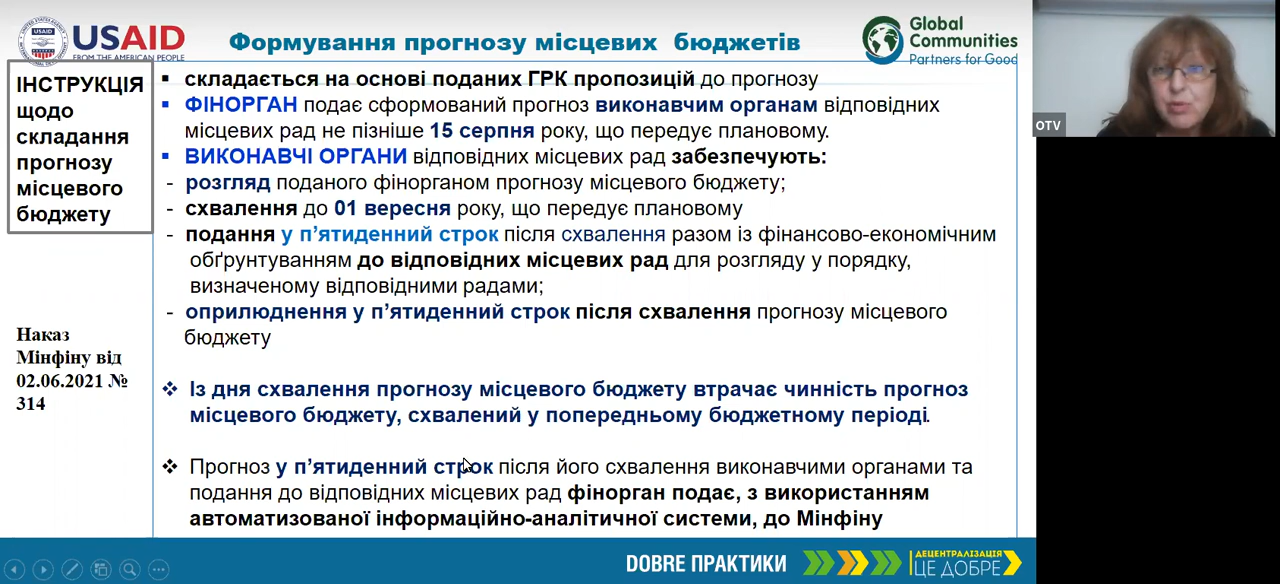 USAID
FROM THE AMERICAN PEOPLE
Формування прогнозу місцевих бюджетів
Global
Communities
Partners for Good
ІНСТРУКЦІЯ
щодо
складання
прогнозу
місцевого
бюджету
Наказ
Мінфіну від
02.06.2021 №
314
▪ складається на основі поданих ГРК пропозицій до прогнозу
▪ ФІНОРГАН подає сформований прогноз виконавчим органам відповідних
місцевих рад не пізніше 15 серпня року, що передує плановому.
▪ ВИКОНАВЧІ ОРГАНИ відповідних місцевих рад забезпечують:
- розгляд поданого фінорганом прогнозу місцевого бюджету;
- схвалення до 01 вересня року, що передує плановому
- подання у п’ятиденний строк після схвалення разом із фінансово-економічним
обґрунтуванням до відповідних місцевих рад для розгляду у порядку,
визначеному відповідними радами;
- оприлюднення у п’ятиденний строк після схвалення прогнозу місцевого
бюджету
❖ Із дня схвалення прогнозу місцевого бюджету втрачає чинність прогноз
місцевого бюджету, схвалений у попередньому бюджетному періоді.
❖ Прогноз у п’ятиденний строк після його схвалення виконавчими органами та
подання до відповідних місцевих рад фінорган подає, з використанням
автоматизованої інформаційно-аналітичної системи, до Мінфіну
OTV
DOBRE ПРАКТИКИ
ДЕЦЕНТРАЛІЗАЦІЯ
ЦЕ ДОБРЕ